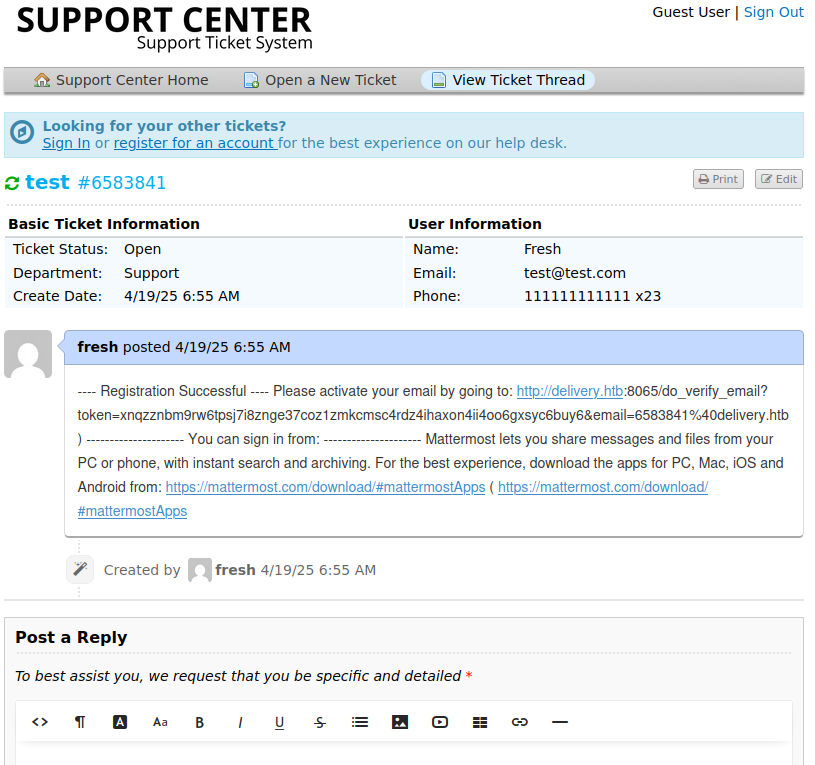 SUPPORT CENTER
Support Ticket System
Guest User | Sign Out
Support Center Home
Open a New Ticket
View Ticket Thread
Looking for your other tickets?
Sign In or register for an account for the best experience on our help desk.
test #6583841
Print
Edit
Basic Ticket Information
Ticket Status: Open
Department: Support
Create Date: 4/19/25 6:55 AM
User Information
Name: Fresh
Email: test@test.com
Phone: 111111111111 x23
fresh posted 4/19/25 6:55 AM
---- Registration Successful ---- Please activate your email by going to: http://delivery.htb:8065/do_verify_email?
token=xnqzznbm9rw6tpsj7i8znge37coz1zmkcmsc4rdz4ihaxon4ii4oo6gxsyc6buy6&email=6583841%40delivery.htb
) --------------------- You can sign in from: --------------------- Mattermost lets you share messages and files from your
PC or phone, with instant search and archiving. For the best experience, download the apps for PC, Mac, iOS and
Android from: https://mattermost.com/download/#mattermostApps ( https://mattermost.com/download/
#mattermostApps
Created by fresh 4/19/25 6:55 AM
Post a Reply
To best assist you, we request that you be specific and detailed *
<> ¶ A Aa B I U S